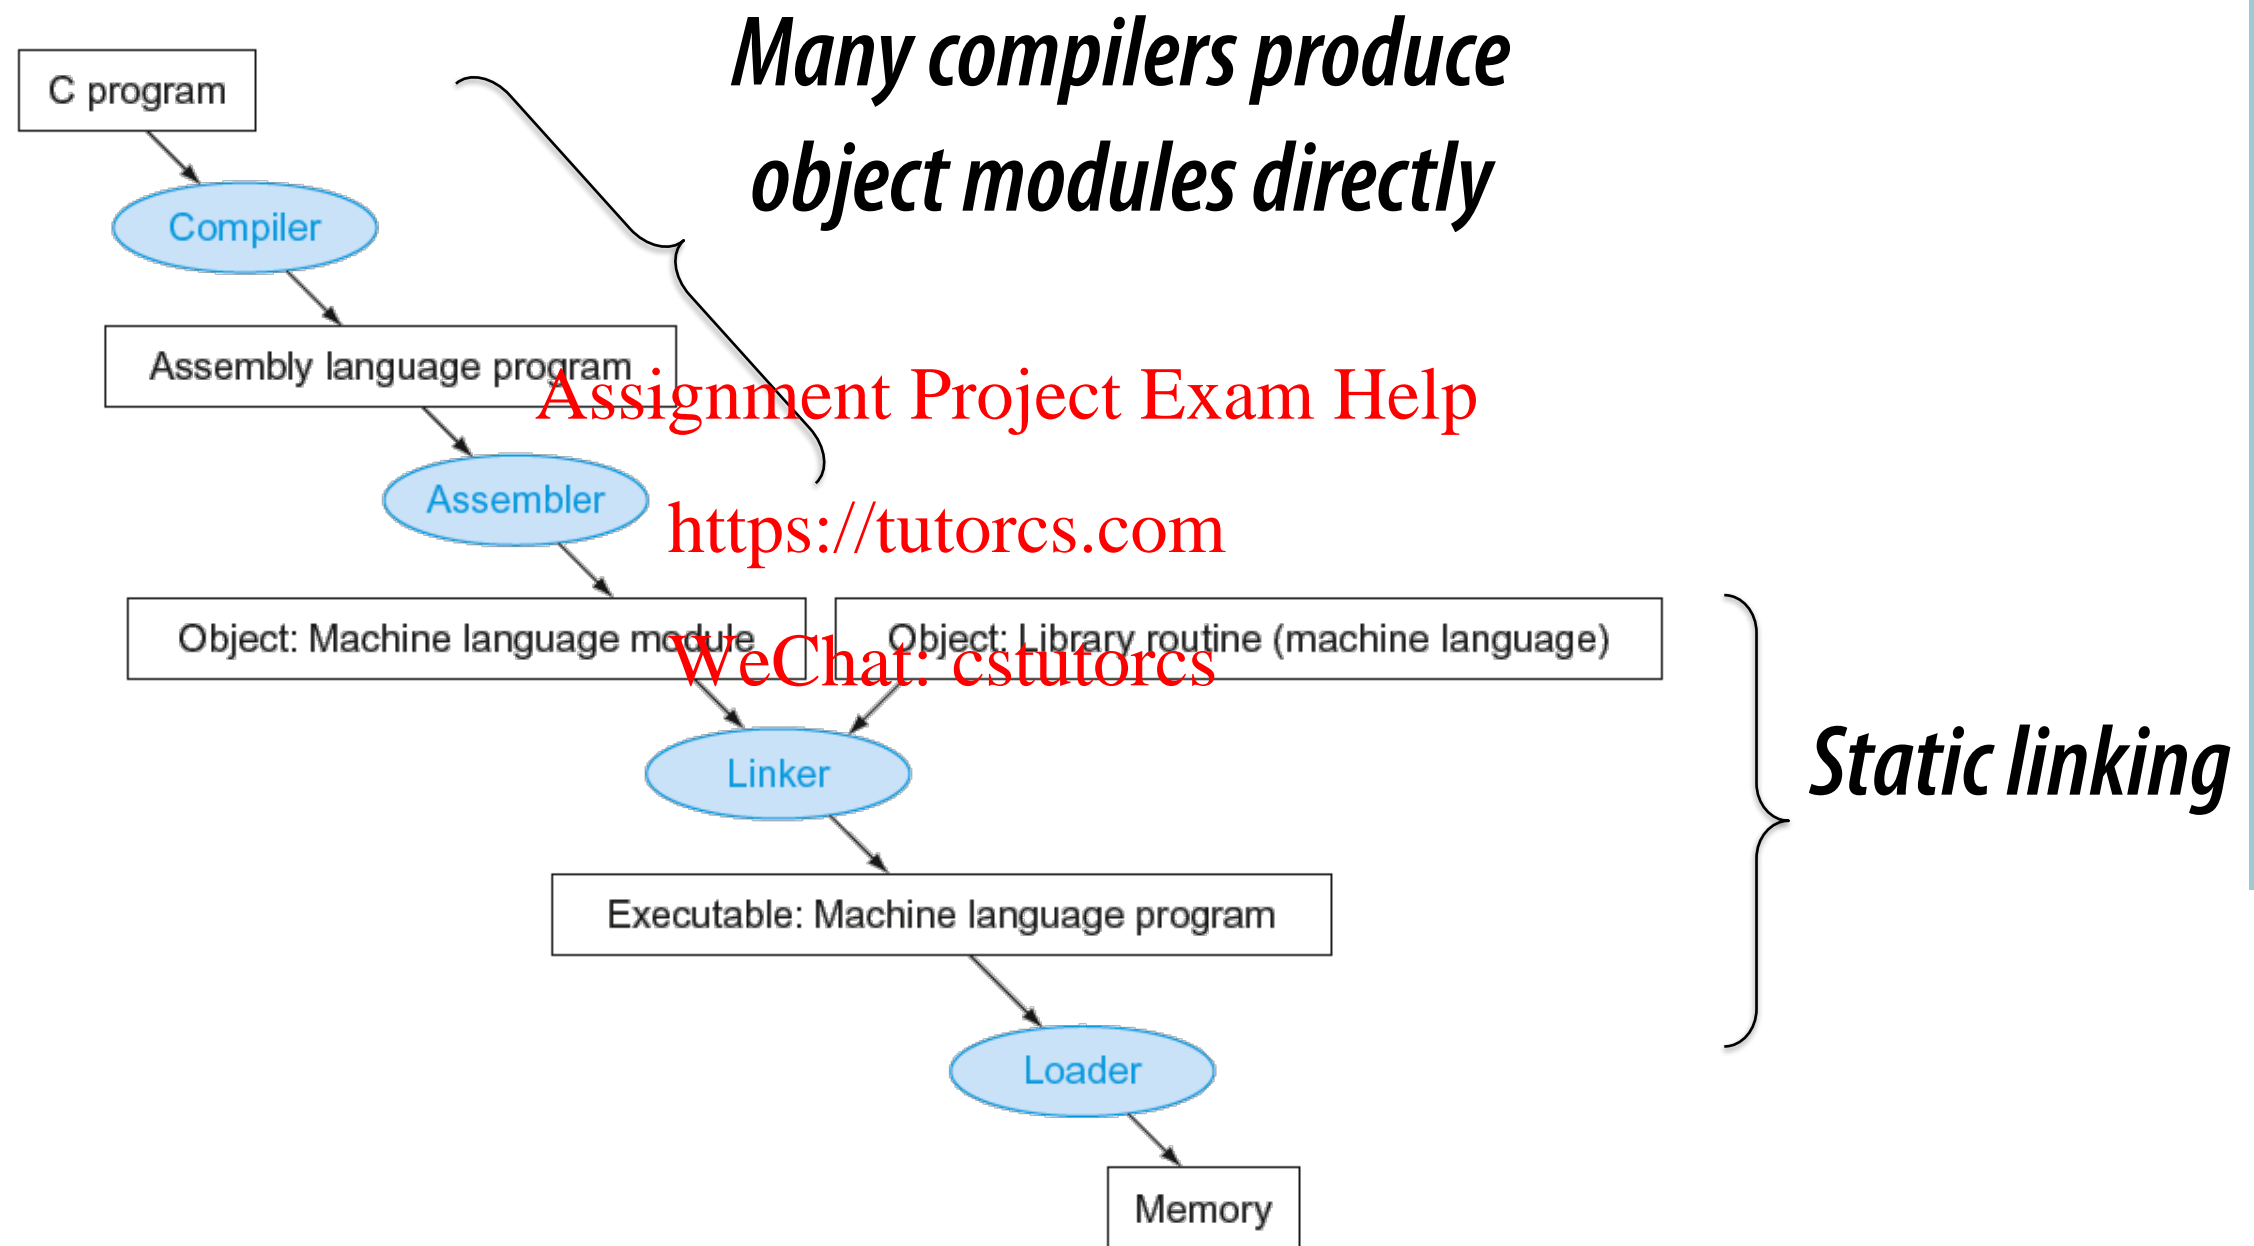 Many compilers produce
object modules directly
C program
Compiler
Assembly language program
Assignment Project Exam Help
Assembler
https://tutorcs.com
Object: Machine language module
Object: Library routine (machine language)
WeChat: cstutorcs
Linker
Static linking
Executable: Machine language program
Loader
Memory